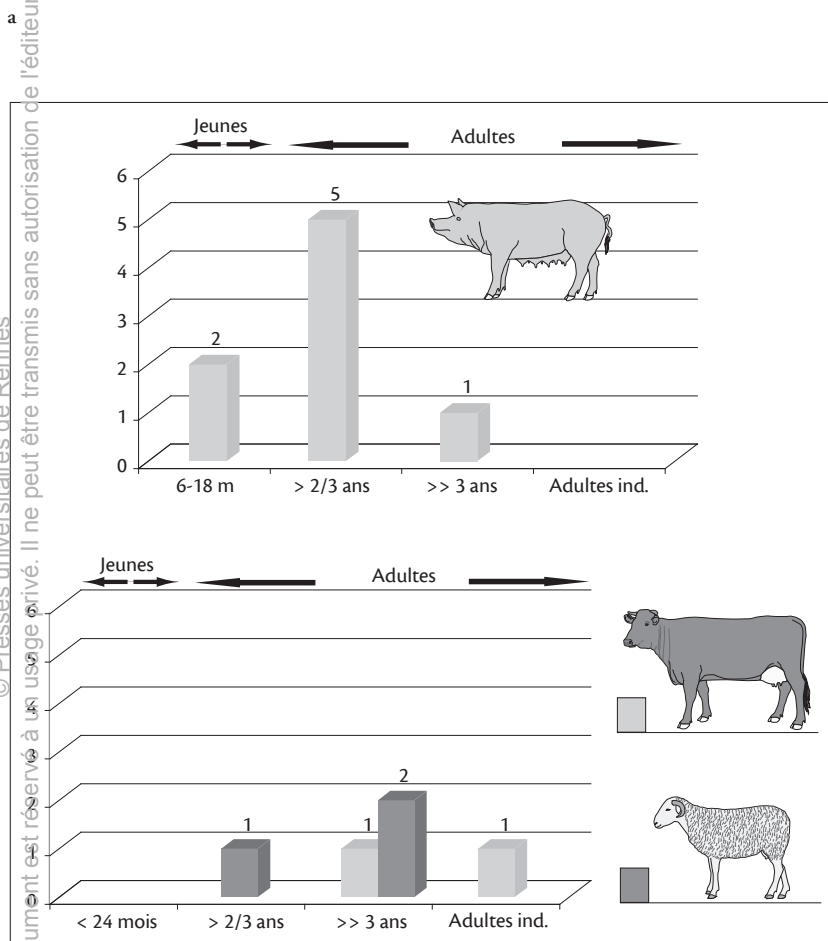 a
© Presses universitaires de Rennes
ument est réservé à un usage privé. Il ne peut être transmis sans autorisation de l'éditeur
Jeunes
Adultes
6
5
4
3
2
1
0
2
5
1
6-18 m
> 2/3 ans
>> 3 ans
Adultes ind.
Jeunes
Adultes
6
5
4
3
2
1
0
1
1
2
1
< 24 mois
> 2/3 ans
>> 3 ans
Adultes ind.